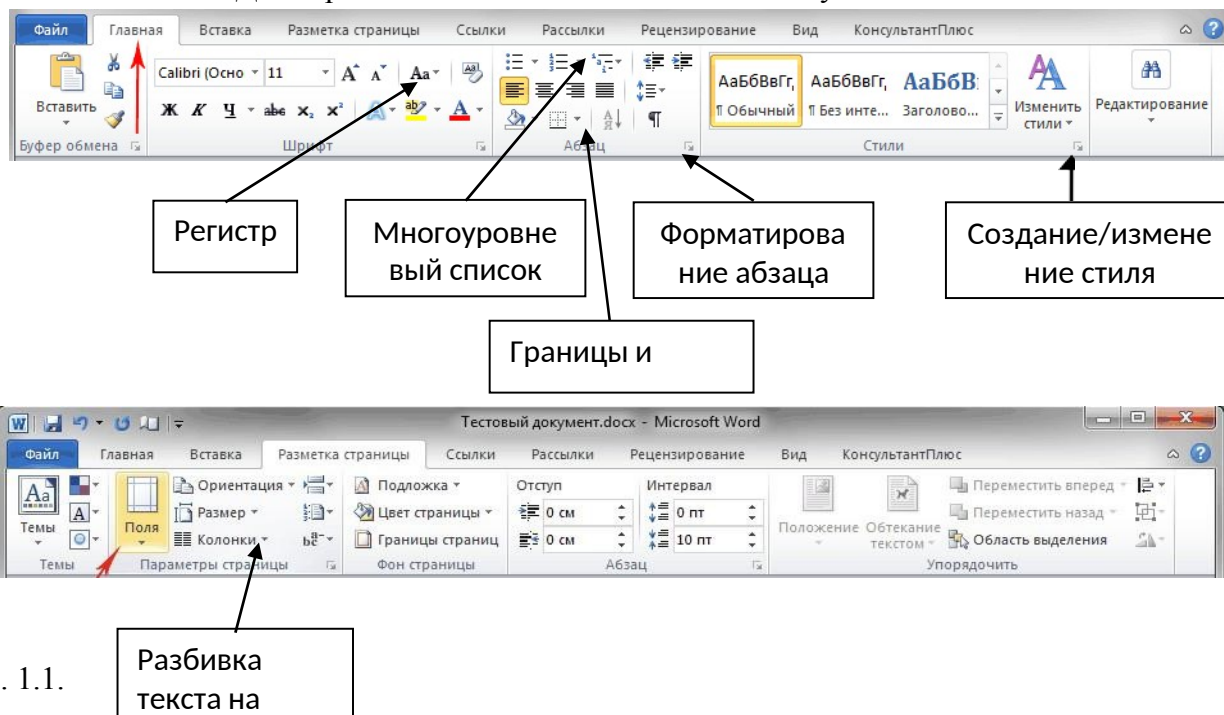 Файл Главная Вставка Разметка страницы Ссылки Рассылки Рецензирование Вид КонсультантПлюс
Calibri (Осно 11 Aa
Вставить
Ж К Ч abc x₂ x² ab A
АаБбВвГг, АаБбВвГг, АаБбВ
¶ Обычный ¶ Без инте... Заголово...
Изменить стили
Редактирование
Буфер обмена Шрифт Абзац Стили
Регистр
Многоуровне
вый список
Форматирова
ние абзаца
Создание/измене
ние стиля
Границы и
Тестовый документ.docx - Microsoft Word
Файл Главная Вставка Разметка страницы Ссылки Рассылки Рецензирование Вид КонсультантПлюс
Темы
Поля
Ориентация
Размер
Колонки
Подложка
Цвет страницы
Границы страниц
Отступ
0 см
0 см
Интервал
0 пт
10 пт
Положение
Обтекание
текстом
Переместить вперед
Переместить назад
Область выделения
Темы Параметры страницы Фон страницы Абзац Упорядочить
Разбивка
текста на
. 1.1.